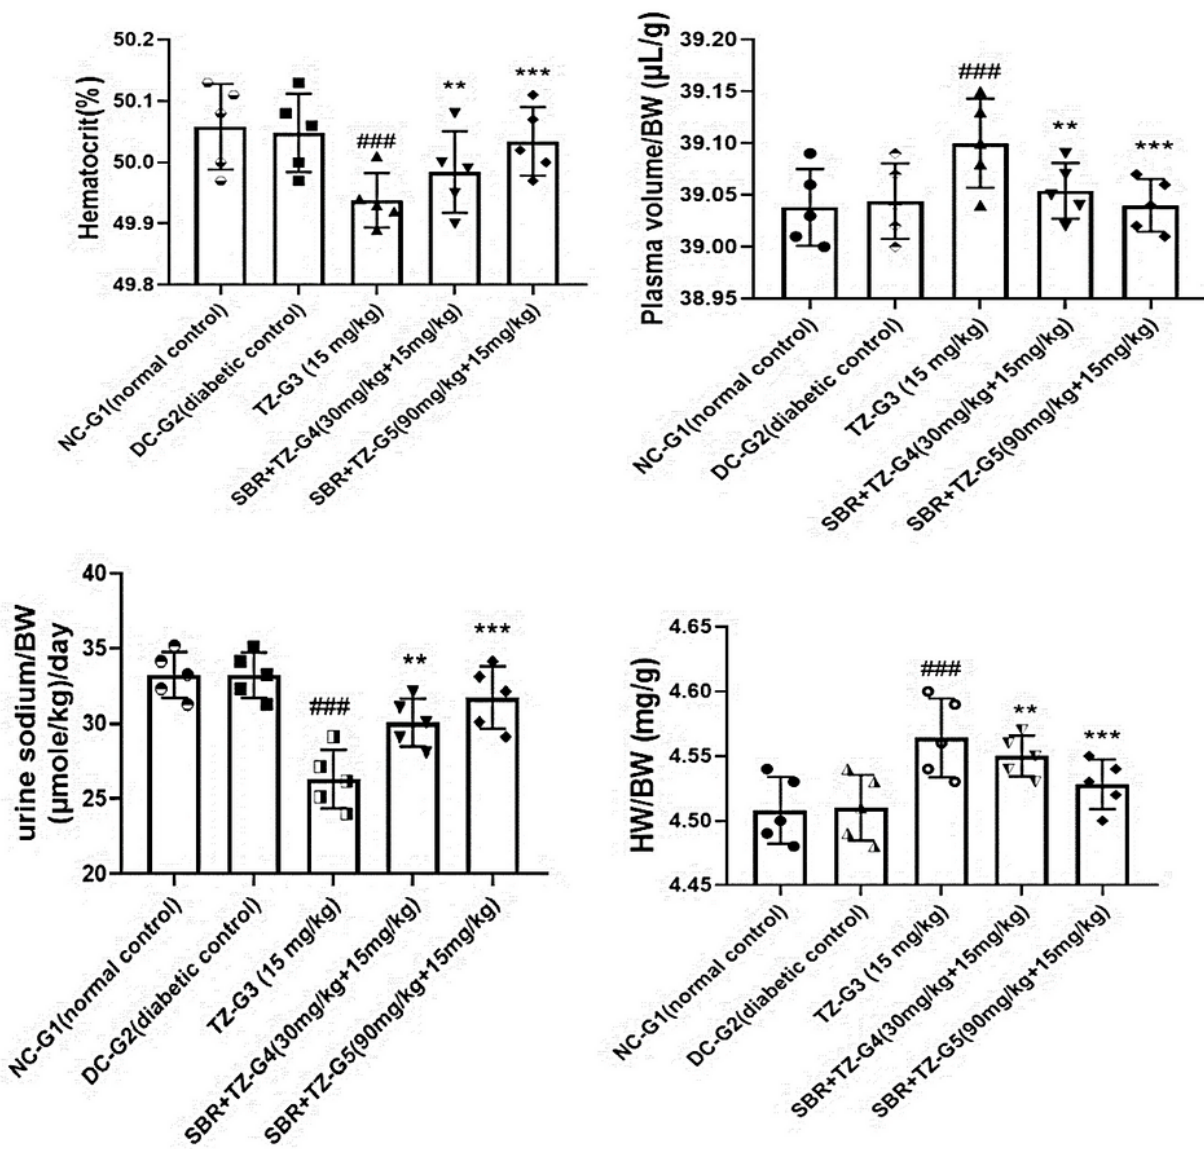 Hematocrit(%)
50.2
50.1
50.0
49.9
49.8
###
**
***
NC-G1(normal control)
DC-G2(diabetic control)
TZ-G3 (15 mg/kg)
SBR+TZ-G4(30mg/kg+15mg/kg)
SBR+TZ-G5(90mg/kg+15mg/kg)
Plasma volume/BW (µL/g)
39.20
39.15
39.10
39.05
39.00
38.95
###
**
***
NC-G1(normal control)
DC-G2(diabetic control)
TZ-G3 (15 mg/kg)
SBR+TZ-G4(30mg/kg+15mg/kg)
SBR+TZ-G5(90mg/kg+15mg/kg)
urine sodium/BW
(µmole/kg)/day
40
35
30
25
20
###
**
***
NC-G1(normal control)
DC-G2(diabetic control)
TZ-G3 (15 mg/kg)
SBR+TZ-G4(30mg/kg+15mg/kg)
SBR+TZ-G5(90mg/kg+15mg/kg)
HW/BW (mg/g)
4.65
4.60
4.55
4.50
4.45
###
**
***
NC-G1(normal control)
DC-G2(diabetic control)
TZ-G3 (15 mg/kg)
SBR+TZ-G4(30mg/kg+15mg/kg)
SBR+TZ-G5(90mg/kg+15mg/kg)